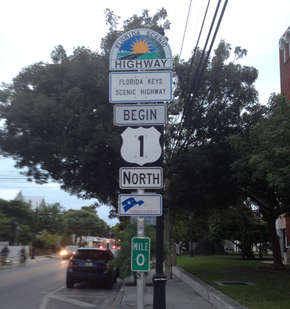 FLORIDA SCENIC
HIGHWAY
FLORIDA KEYS
SCENIC HIGHWAY
BEGIN
1
NORTH
MILE
0